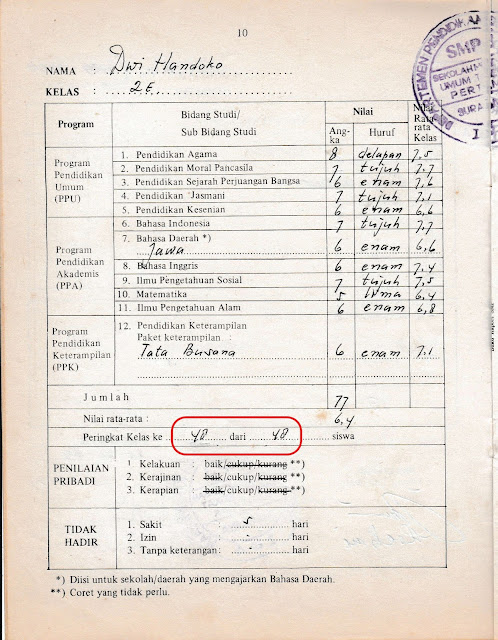 10
NAMA : Dwi Handoko
KELAS : 2E.
Program Bidang Studi/ Sub Bidang Studi Nilai Nilai Rata-rata Kelas
Angka Huruf
Program Pendidikan Umum (PPU)
1. Pendidikan Agama 8 delapan 7,5
2. Pendidikan Moral Pancasila 7 tujuh 7,7
3. Pendidikan Sejarah Perjuangan Bangsa 6 enam 7,6
4. Pendidikan Jasmani 7 tujuh 7,1
5. Pendidikan Kesenian 6 enam 6,6
Program Pendidikan Akademis (PPA)
6. Bahasa Indonesia 7 tujuh 7,7
7. Bahasa Daerah *)
Jawa 6 enam 6,6
8. Bahasa Inggris 6 enam 7,4
9. Ilmu Pengetahuan Sosial 7 tujuh 7,5
10. Matematika 5 lima 6,4
11. Ilmu Pengetahuan Alam 6 enam 6,8
Program Pendidikan Keterampilan (PPK)
12. Pendidikan Keterampilan
Paket keterampilan :
Tata Busana 6 enam 7.1
Jumlah 77
Nilai rata-rata : 6,4
Peringkat Kelas ke 48 dari 48 siswa
PENILAIAN PRIBADI
1. Kelakuan : baik/cukup/kurang **)
2. Kerajinan : baik/cukup/kurang **)
3. Kerapian : baik/cukup/kurang **)
TIDAK HADIR
1. Sakit : 5 hari
2. Izin : - hari
3. Tanpa keterangan : - hari
*) Diisi untuk sekolah/daerah yang mengajarkan Bahasa Daerah.
**) Coret yang tidak perlu.
SMP
SEKOLAH
UMUM T
PERT
SURA